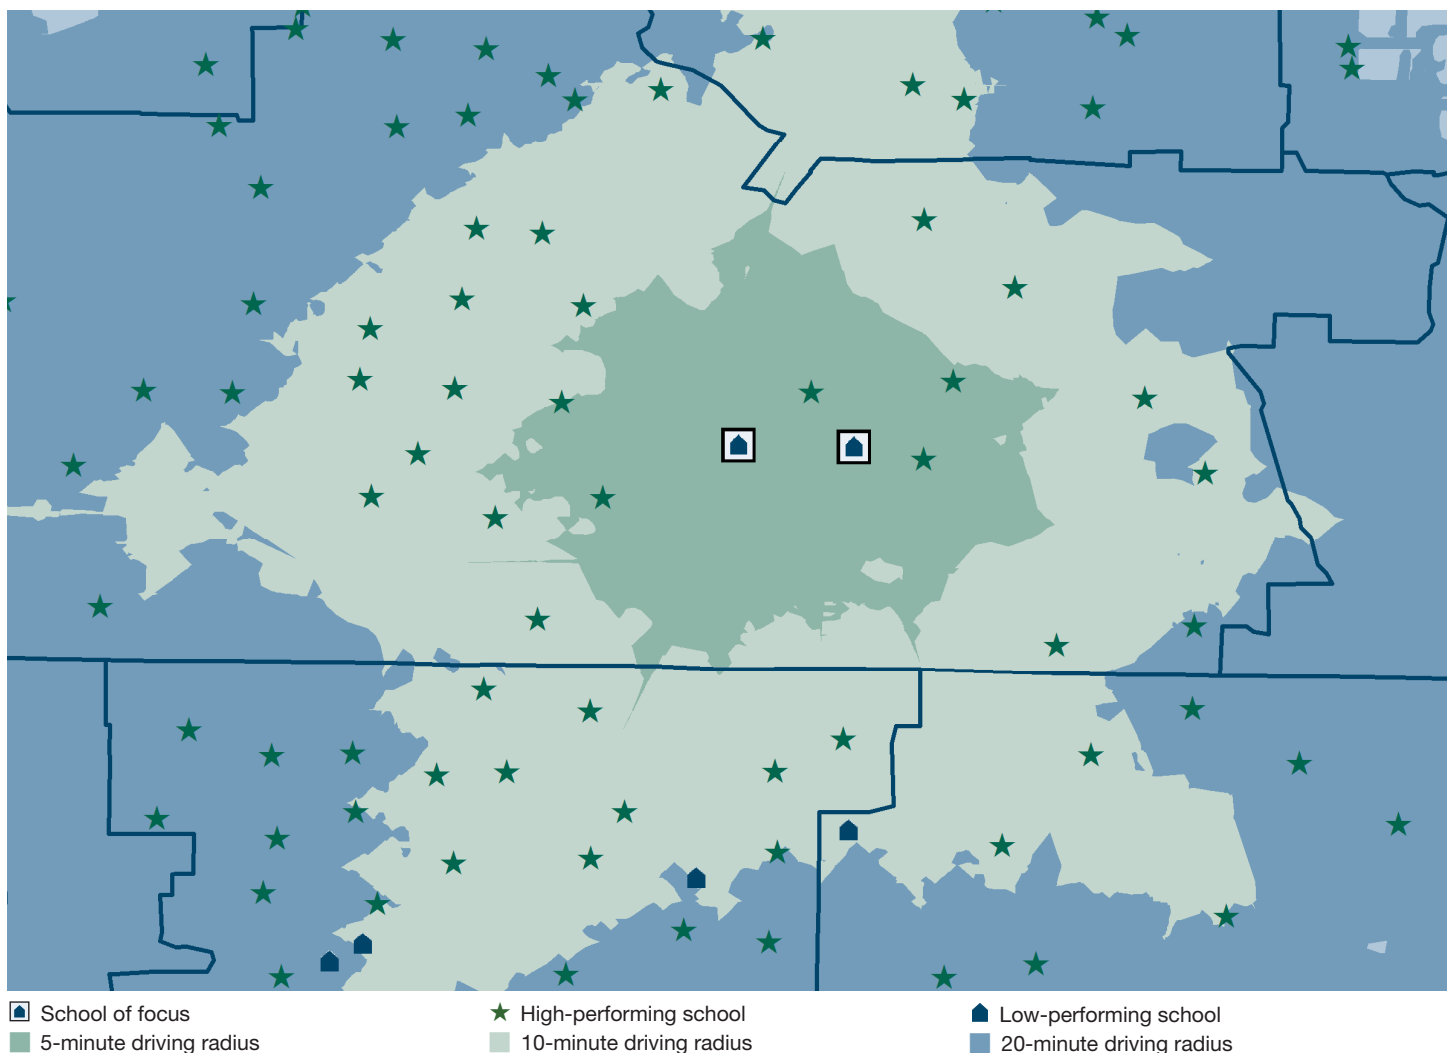 School of focus
High-performing school
Low-performing school
5-minute driving radius
10-minute driving radius
20-minute driving radius